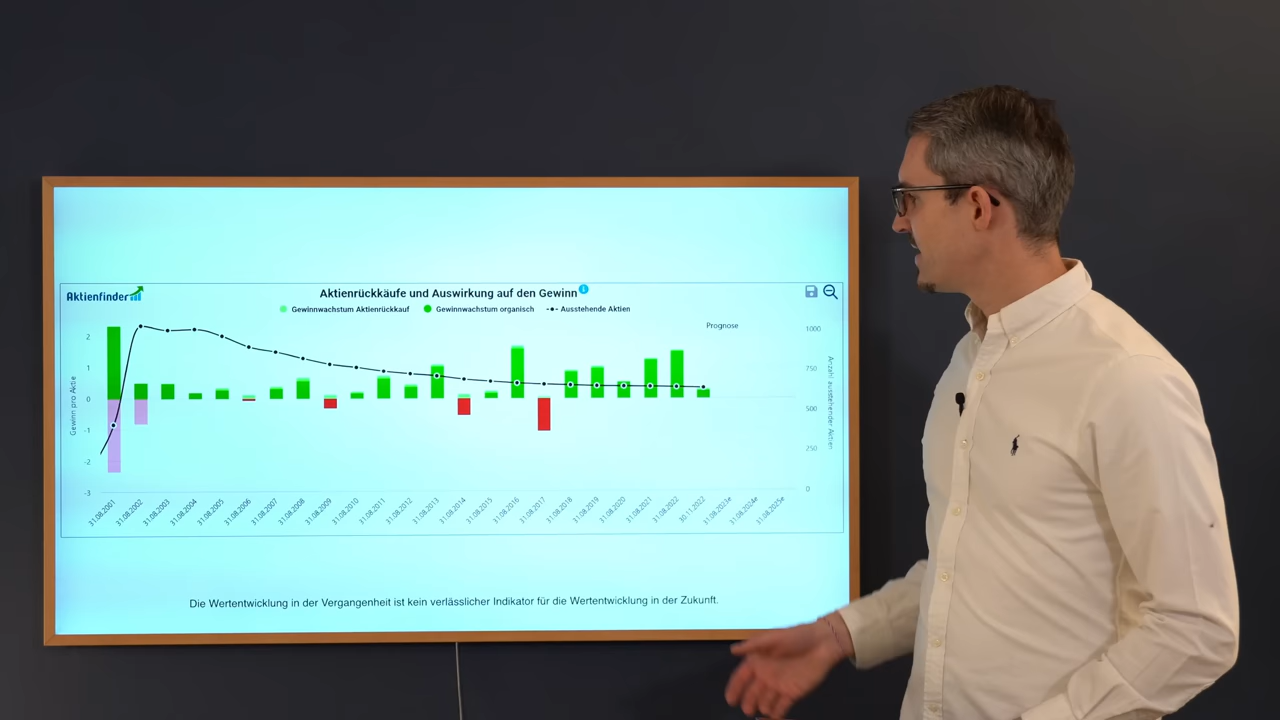 Aktienfinder
Aktienrückkäufe und Auswirkung auf den Gewinn
Gewinnwachstum Aktienrückkauf Gewinnwachstum organisch Ausstehende Aktien
Prognose
Gewinn pro Aktie
2
1
0
-1
-2
-3
1000
750
500
250
0
Anzahl ausstehender Aktien
31.08.2001 31.08.2002 31.08.2003 31.08.2004 31.08.2005 31.08.2006 31.08.2007 31.08.2008 31.08.2009 31.08.2010 31.08.2011 31.08.2012 31.08.2013 31.08.2014 31.08.2015 31.08.2016 31.08.2017 31.08.2018 31.08.2019 31.08.2020 31.08.2021 31.08.2022 30.11.2022 31.08.2023e 31.08.2024e 31.08.2025e
Die Wertentwicklung in der Vergangenheit ist kein verlässlicher Indikator für die Wertentwicklung in der Zukunft.